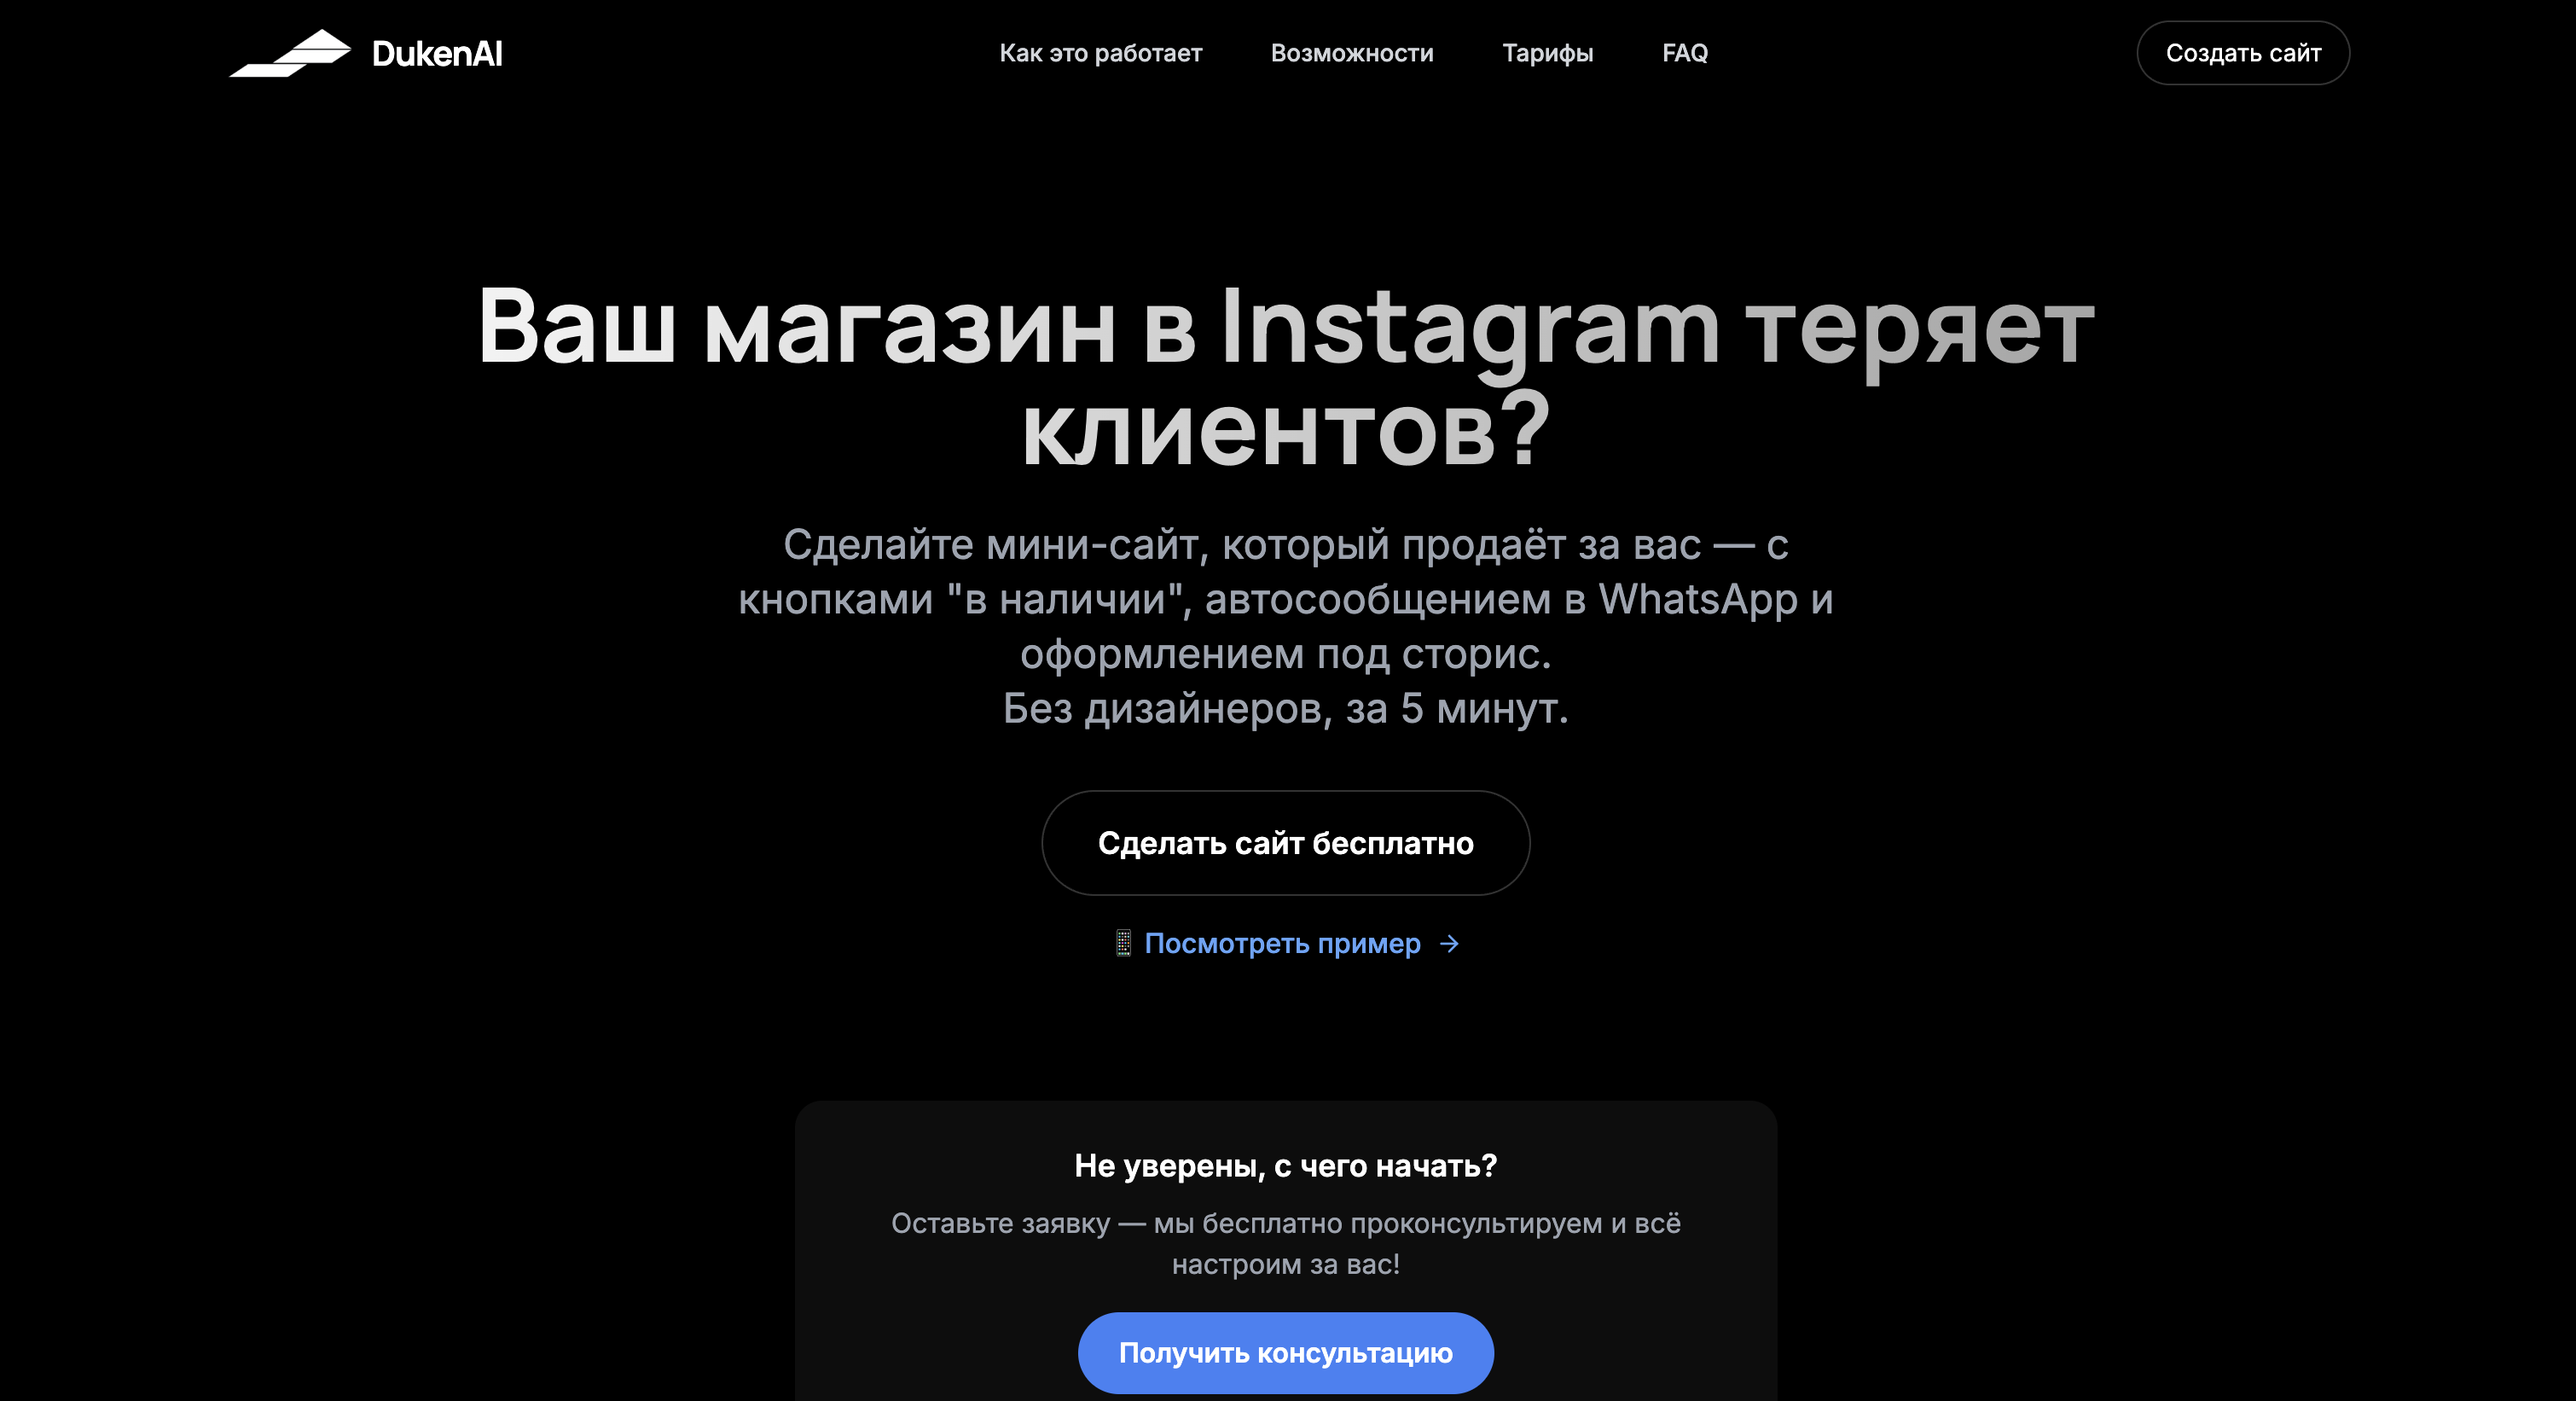 DukenAI
Как это работает
Возможности
Тарифы
FAQ
Создать сайт
Ваш магазин в Instagram теряет
клиентов?
Сделайте мини-сайт, который продаёт за вас — с
кнопками "в наличии", автосообщением в WhatsApp и
оформлением под сторис.
Без дизайнеров, за 5 минут.
Сделать сайт бесплатно
📱 Посмотреть пример →
Не уверены, с чего начать?
Оставьте заявку — мы бесплатно проконсультируем и всё
настроим за вас!
Получить консультацию